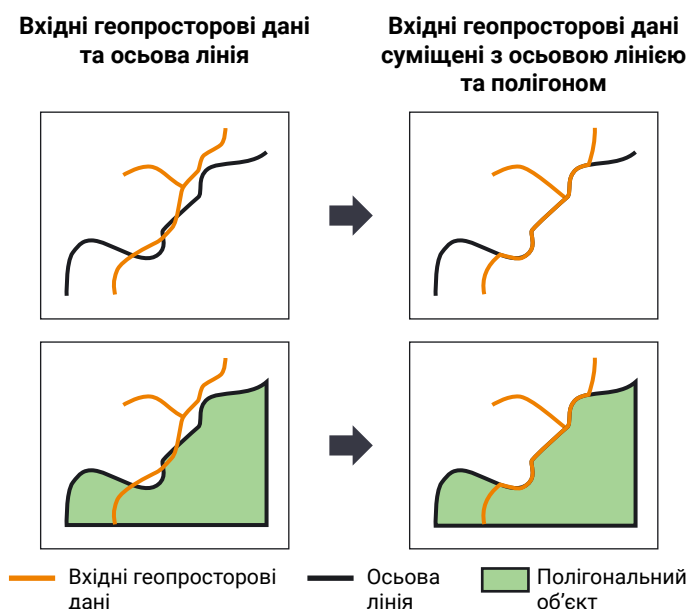 Вхідні геопросторові дані
та осьова лінія
Вхідні геопросторові дані
суміщені з осьовою лінією
та полігоном
Вхідні геопросторові
дані
Осьова
лінія
Полігональний
об’єкт